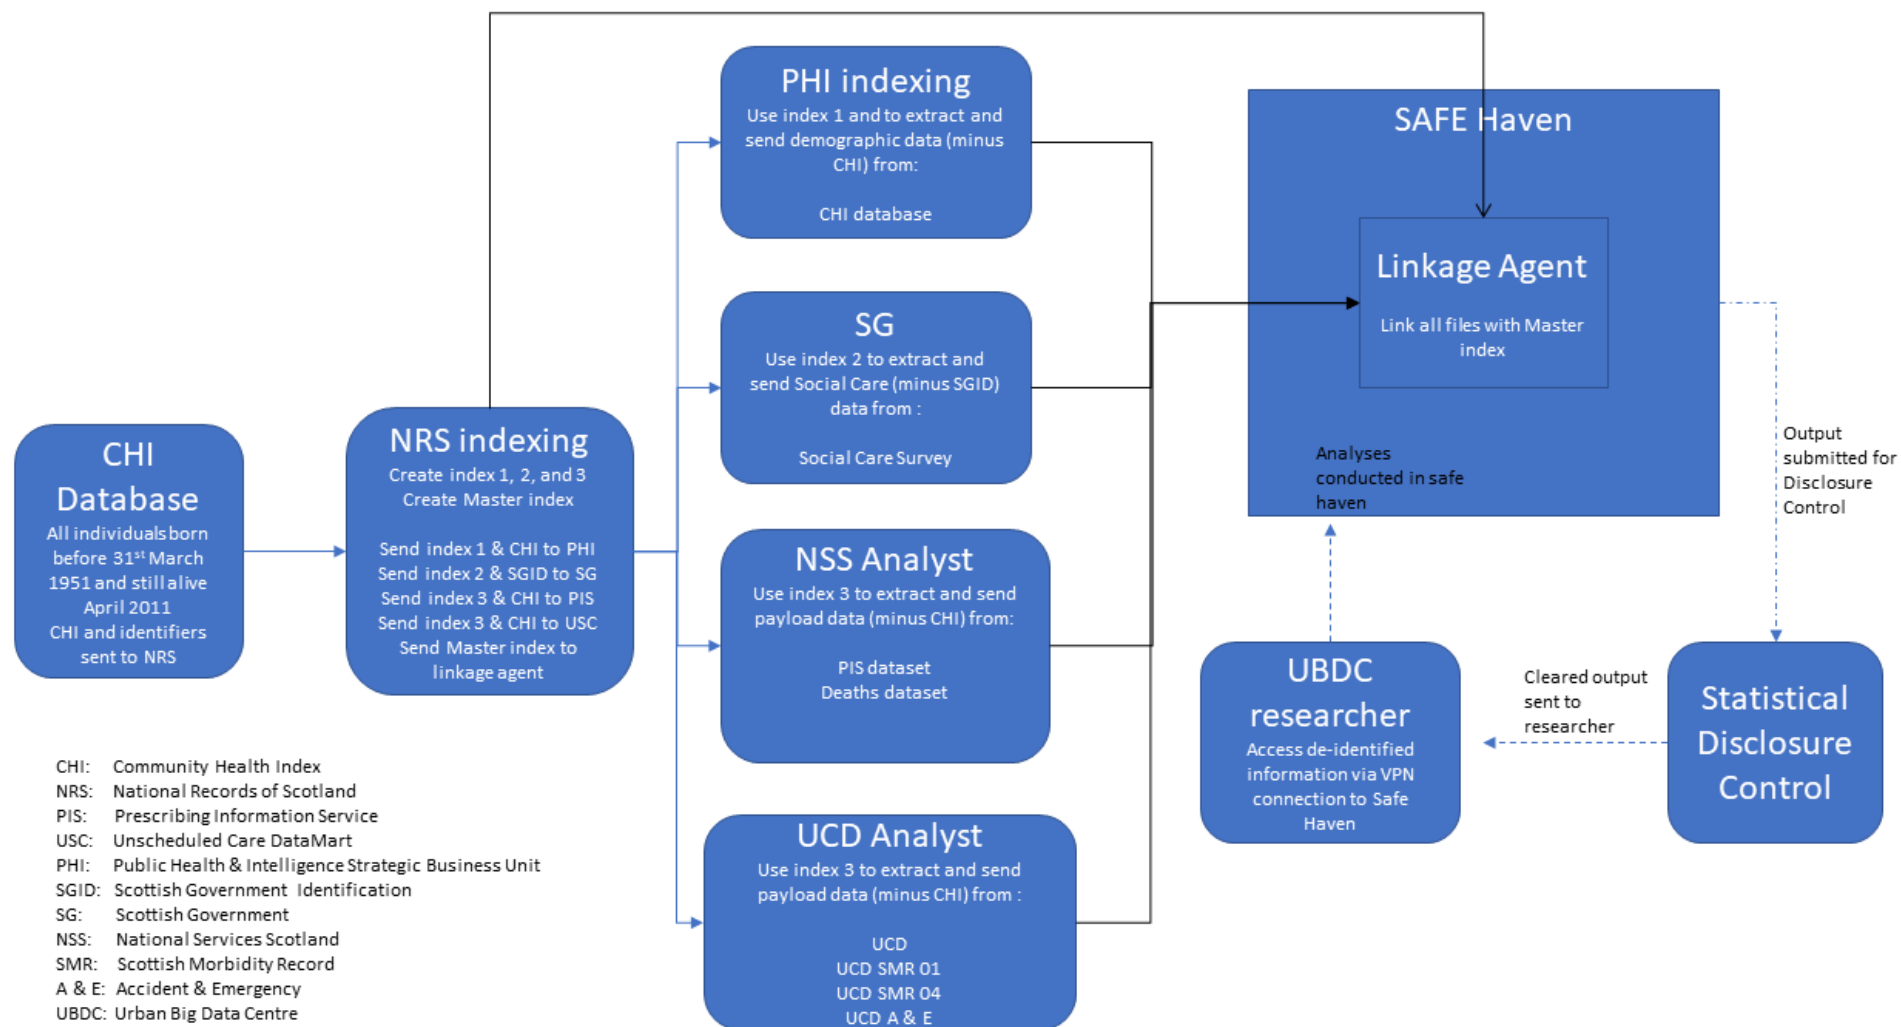 CHI
Database
All individuals born
before 31st March
1951 and still alive
April 2011
CHI and identifiers
sent to NRS
NRS indexing
Create index 1, 2, and 3
Create Master index
Send index 1 & CHI to PHI
Send index 2 & SGID to SG
Send index 3 & CHI to PIS
Send index 3 & CHI to USC
Send Master index to
linkage agent
PHI indexing
Use index 1 and to extract and
send demographic data (minus
CHI) from:
CHI database
SG
Use index 2 to extract and
send Social Care (minus SGID)
data from :
Social Care Survey
NSS Analyst
Use index 3 to extract and send
payload data (minus CHI) from:
PIS dataset
Deaths dataset
UCD Analyst
Use index 3 to extract and send
payload data (minus CHI) from :
UCD
UCD SMR 01
UCD SMR 04
UCD A & E
SAFE Haven
Linkage Agent
Link all files with Master
index
Analyses
conducted in safe
haven
Output
submitted for
Disclosure
Control
UBDC
researcher
Access de-identified
information via VPN
connection to Safe
Haven
Cleared output
sent to
researcher
Statistical
Disclosure
Control
CHI: Community Health Index
NRS: National Records of Scotland
PIS: Prescribing Information Service
USC: Unscheduled Care DataMart
PHI: Public Health & Intelligence Strategic Business Unit
SGID: Scottish Government Identification
SG: Scottish Government
NSS: National Services Scotland
SMR: Scottish Morbidity Record
A & E: Accident & Emergency
UBDC: Urban Big Data Centre